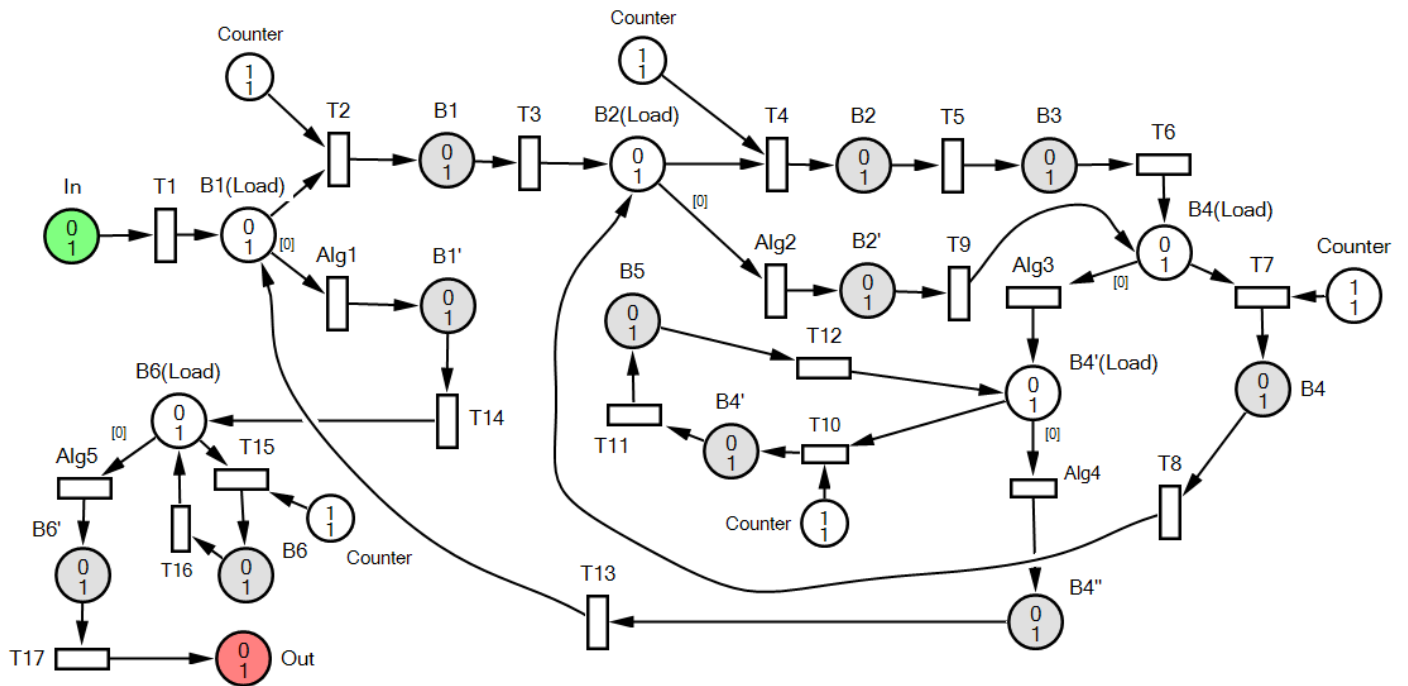 Counter
1
1
Counter
1
1
T2
B1
0
1
T3
B2(Load)
0
1
T4
B2
0
1
T5
B3
0
1
T6
In
0
1
T1
B1(Load)
0
1
[0]
Alg1
B1'
0
1
[0]
Alg2
B2'
0
1
T9
B4(Load)
0
1
[0]
Alg3
T7
Counter
1
1
B5
0
1
T12
B4'(Load)
0
1
[0]
B4
0
1
B6(Load)
0
1
[0]
T14
T11
B4'
0
1
T10
Alg5
T15
Alg4
T8
Counter
1
1
1
1
Counter
B6'
0
1
T16
0
1
B6
T13
B4''
0
1
T17
0
1
Out